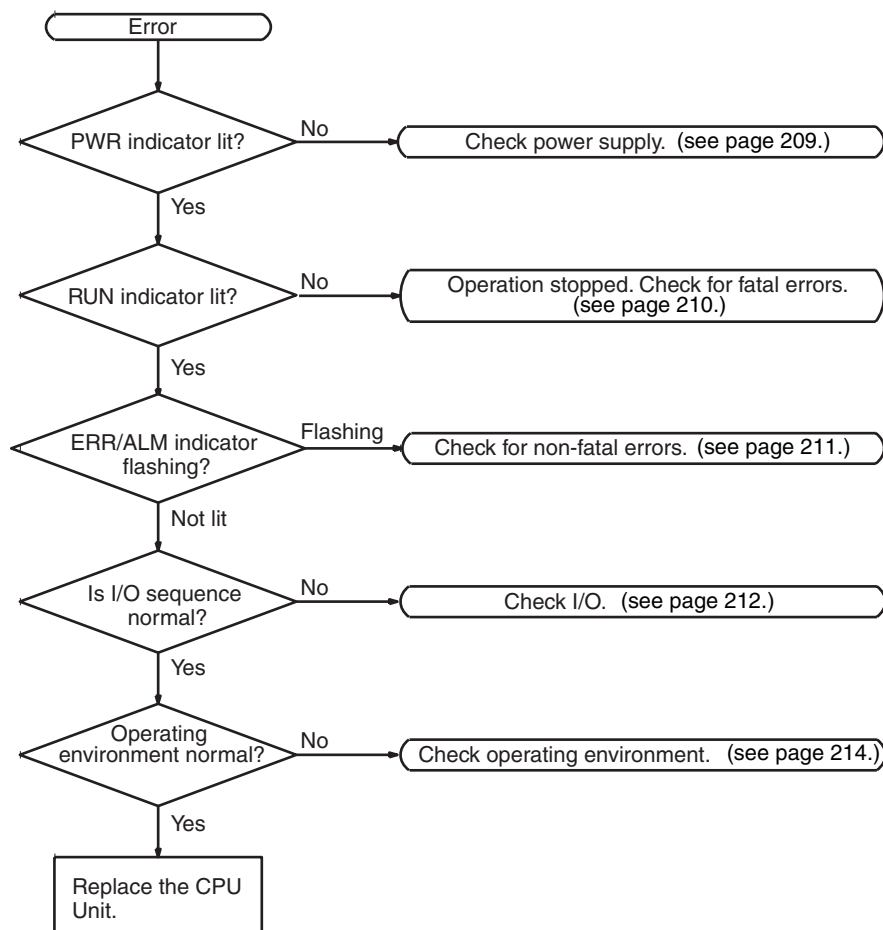 Error
PWR indicator lit?
No
Check power supply. (see page 209.)
Yes
RUN indicator lit?
No
Operation stopped. Check for fatal errors.
(see page 210.)
Yes
ERR/ALM indicator
flashing?
Flashing
Check for non-fatal errors. (see page 211.)
Not lit
Is I/O sequence
normal?
No
Check I/O. (see page 212.)
Yes
Operating
environment normal?
No
Check operating environment. (see page 214.)
Yes
Replace the CPU
Unit.